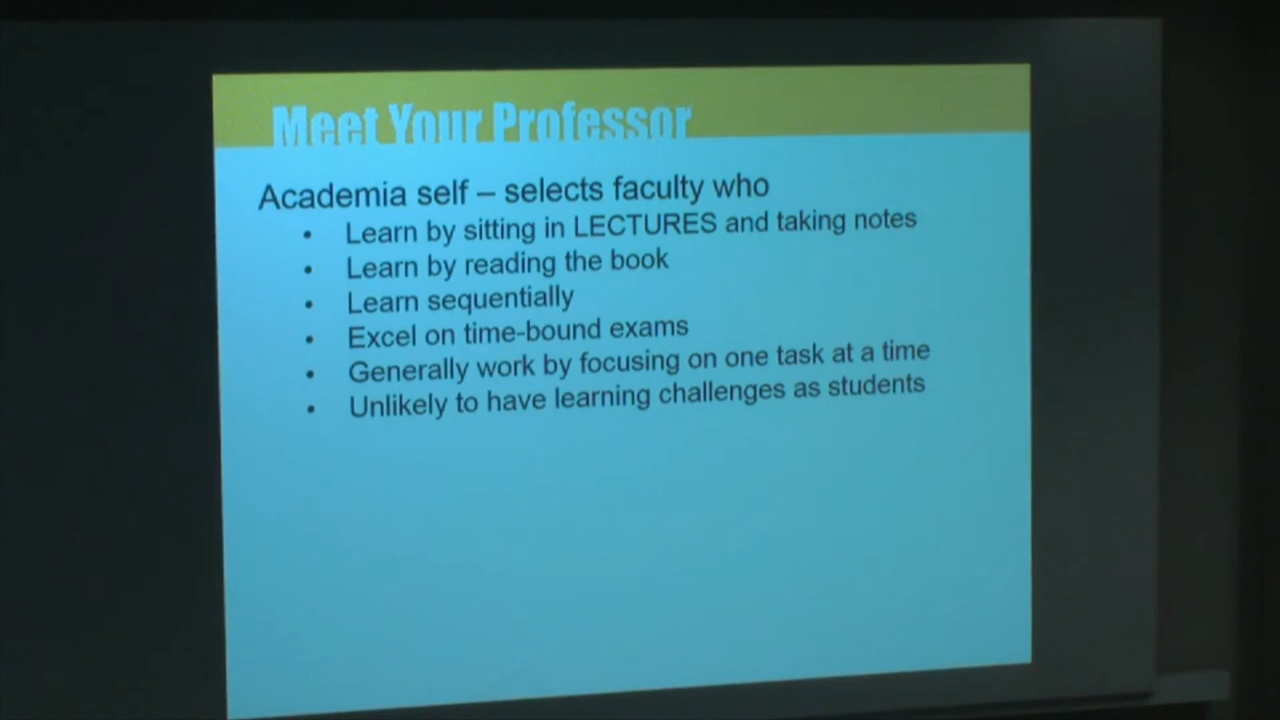 Meet Your Professor
Academia self – selects faculty who
• Learn by sitting in LECTURES and taking notes
• Learn by reading the book
• Learn sequentially
• Excel on time-bound exams
• Generally work by focusing on one task at a time
• Unlikely to have learning challenges as students